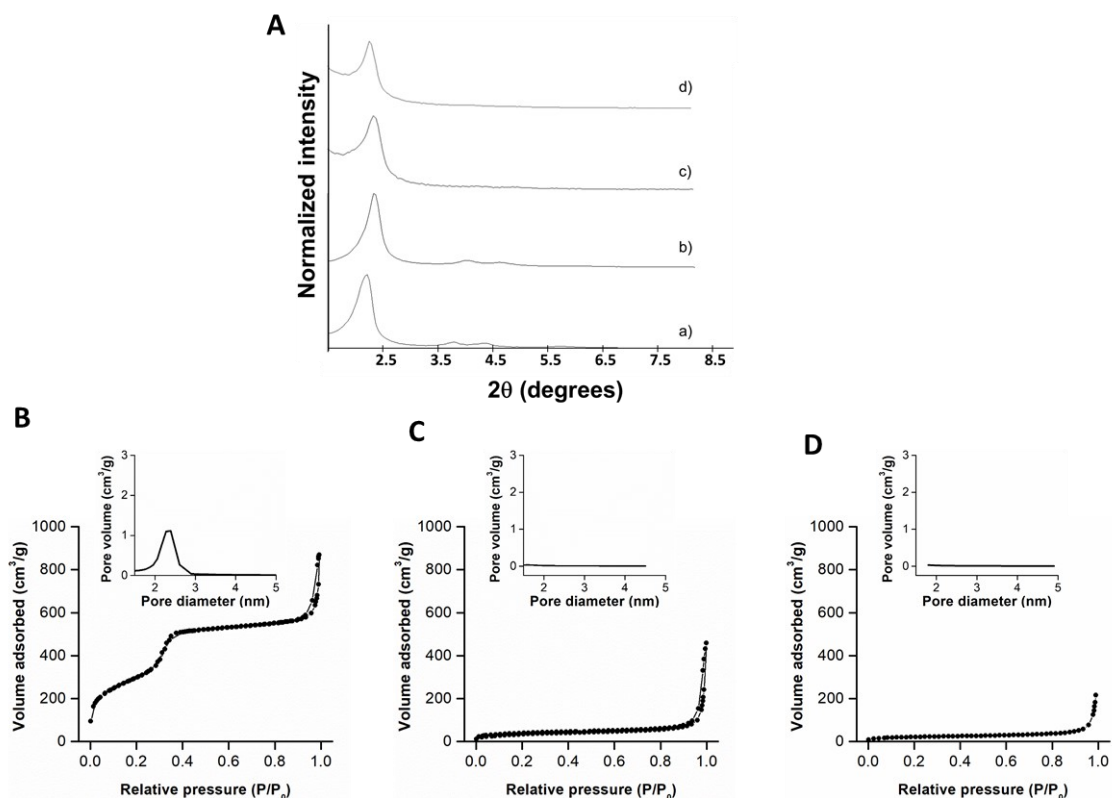 A
Normalized intensity
d)
c)
b)
a)
2.5 3.5 4.5 5.5 6.5 7.5 8.5
2θ (degrees)
B
Pore volume (cm³/g)
3
2
1
0
2 3 4 5
Pore diameter (nm)
Volume adsorbed (cm³/g)
1000
800
600
400
200
0
0.0 0.2 0.4 0.6 0.8 1.0
Relative pressure (P/P₀)
C
Pore volume (cm³/g)
3
2
1
0
2 3 4 5
Pore diameter (nm)
Volume adsorbed (cm³/g)
1000
800
600
400
200
0
0.0 0.2 0.4 0.6 0.8 1.0
Relative pressure (P/P₀)
D
Pore volume (cm³/g)
3
2
1
0
2 3 4 5
Pore diameter (nm)
Volume adsorbed (cm³/g)
1000
800
600
400
200
0
0.0 0.2 0.4 0.6 0.8 1.0
Relative pressure (P/P₀)